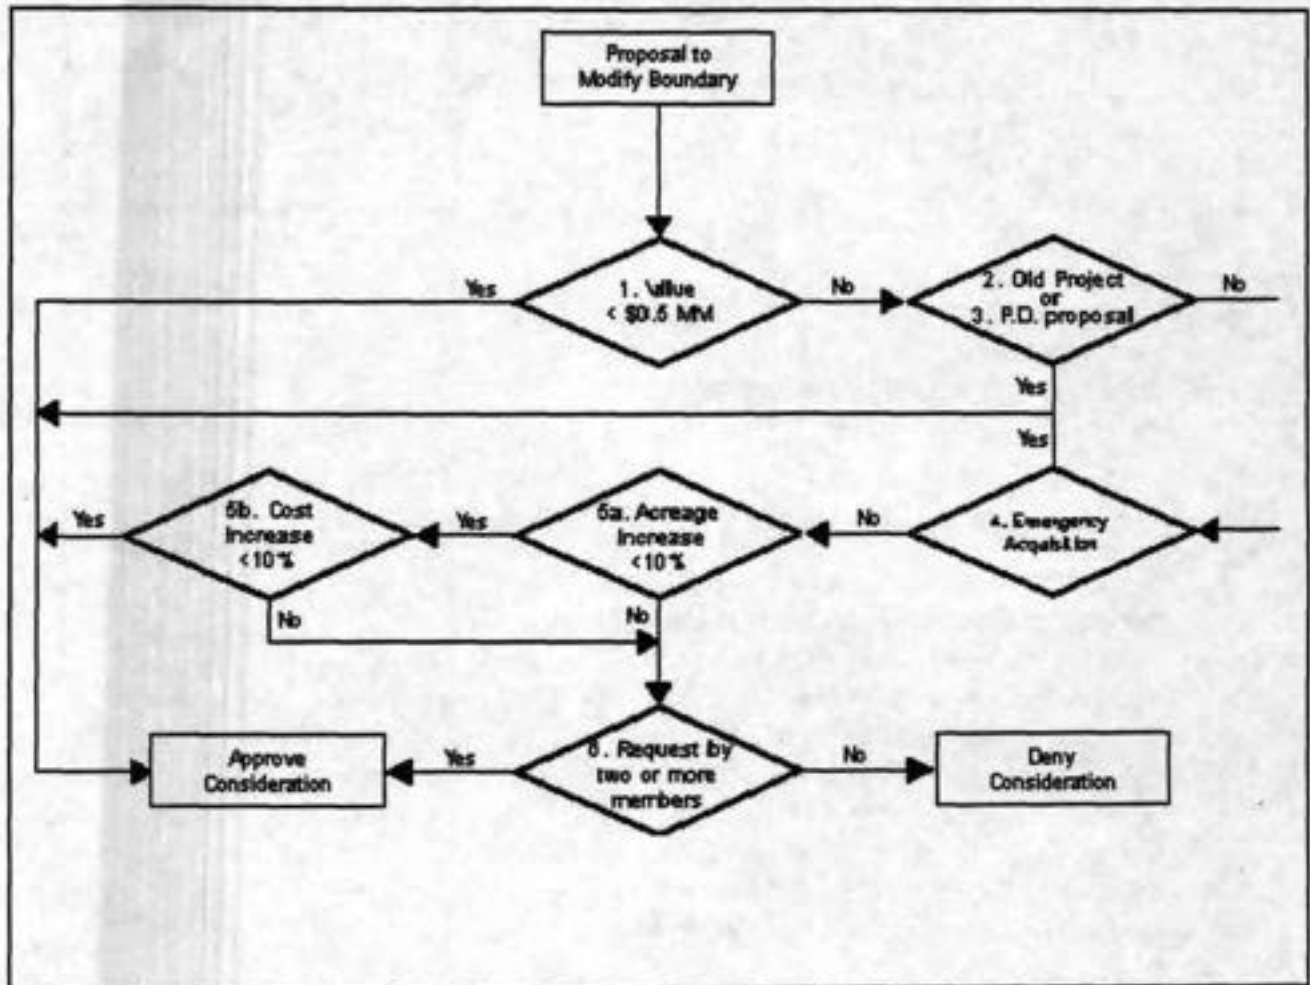 Proposal to
Modify Boundary
Yes
1. Value
< $0.5 MM
No
2. Old Project
or
3. P.D. proposal
No
Yes
Yes
Yes
5b. Cost
Increase
<10%
Yes
5a. Acreage
Increase
<10%
No
4. Emergency
Acquisition
No
No
Approve
Consideration
Yes
6. Request by
two or more
members
No
Deny
Consideration